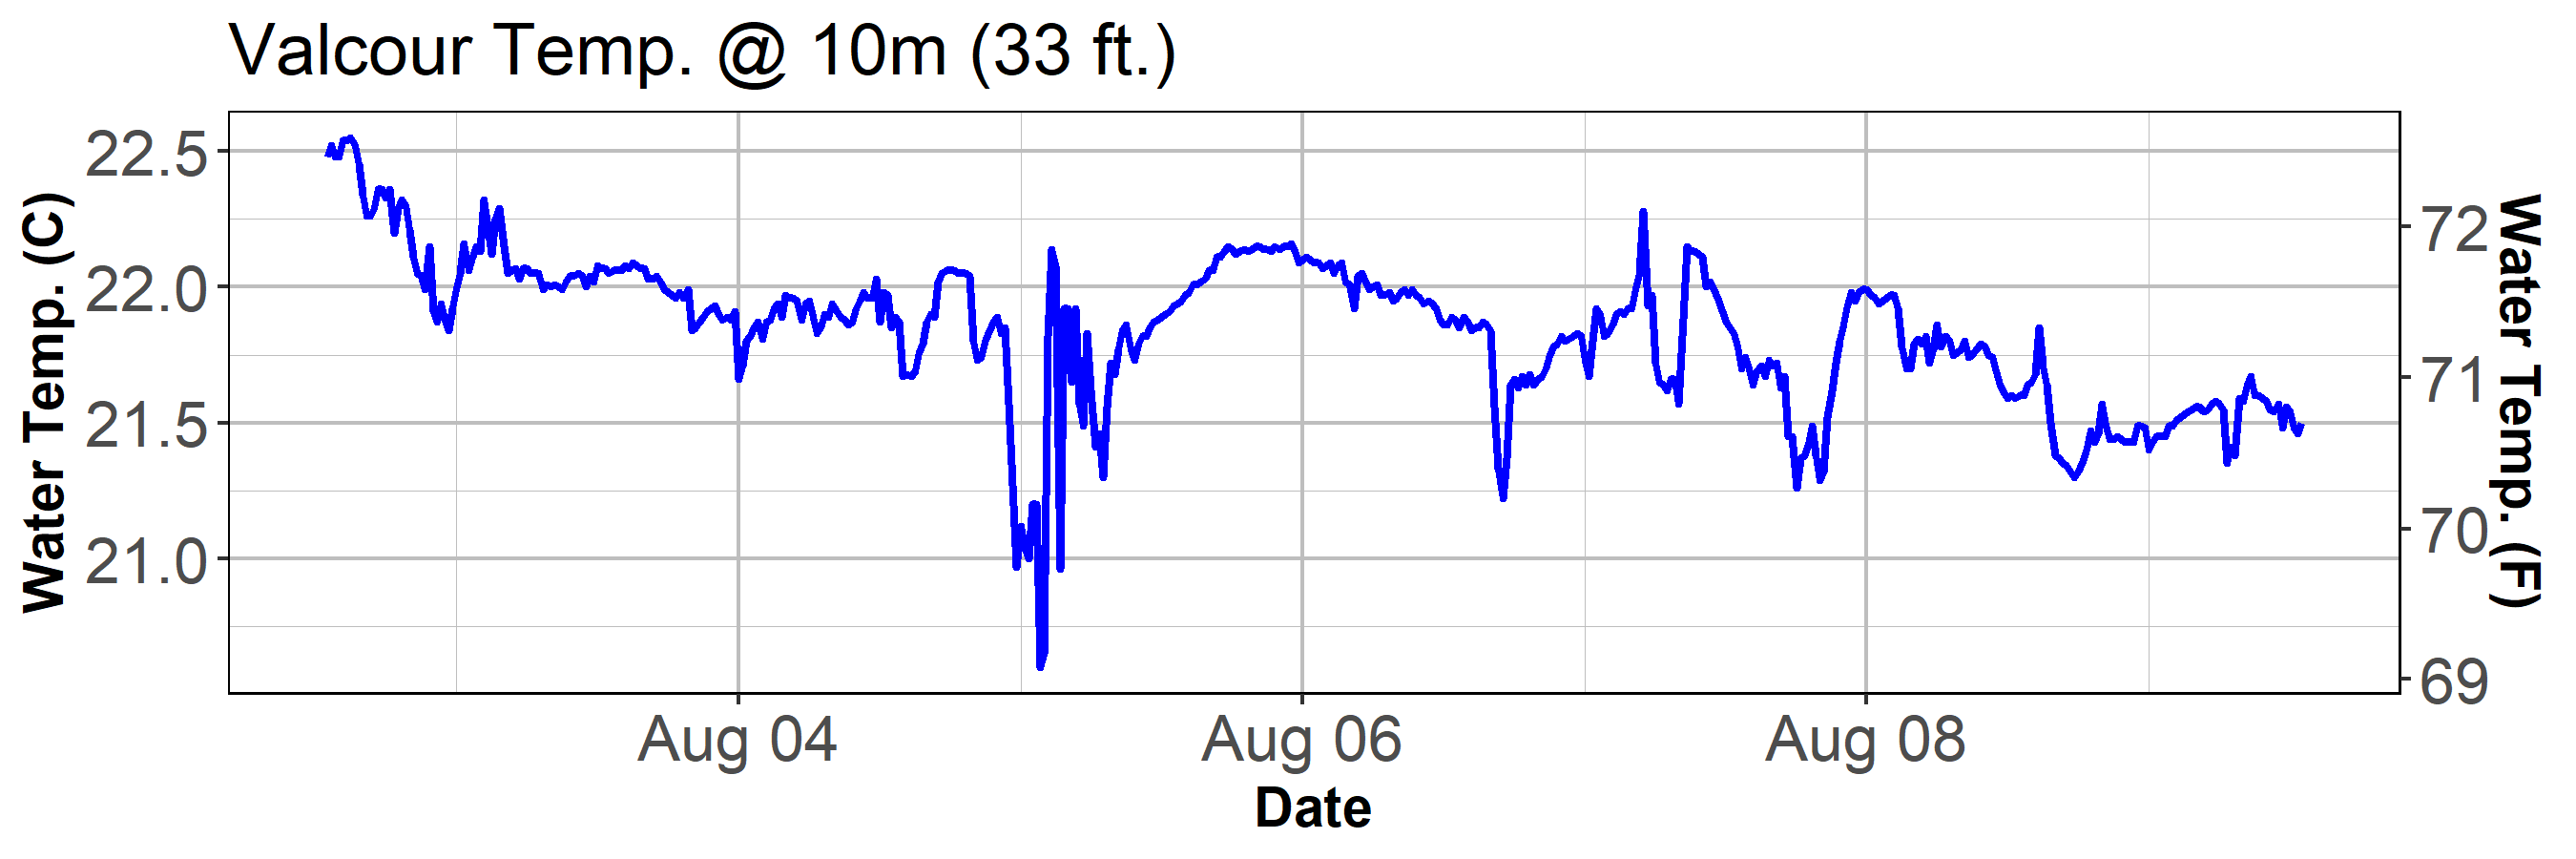 Valcour Temp. @ 10m (33 ft.)
22.5
22.0
21.5
21.0
Water Temp. (C)
72
71
70
69
Water Temp. (F)
Aug 04
Aug 06
Aug 08
Date